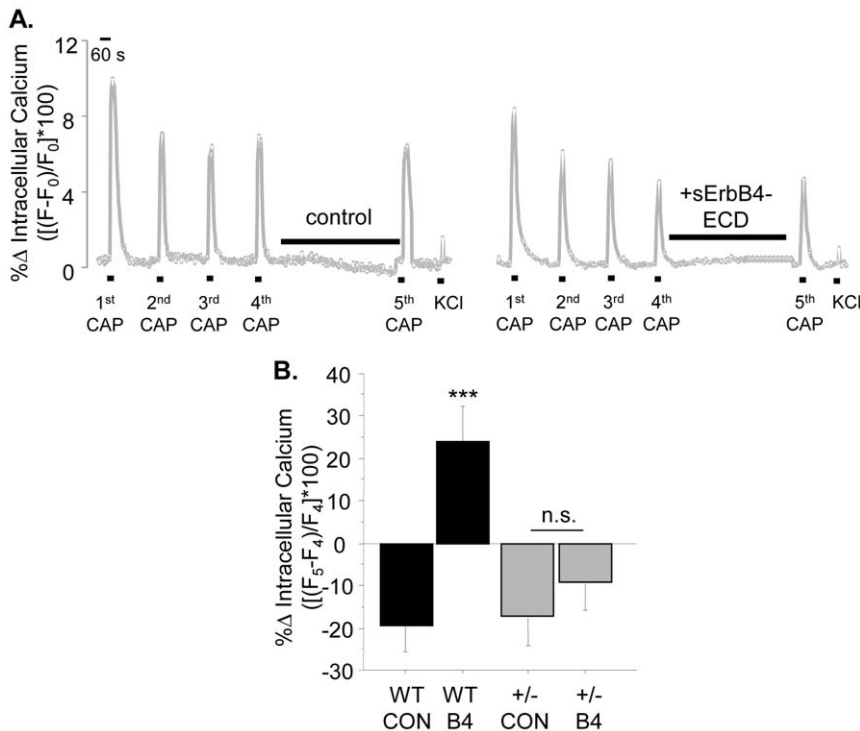 A.
60 s
12
8
4
0
%Δ Intracellular Calcium
([(F-F₀)/F₀]*100)
control
+sErbB4-
ECD
1st 2nd 3rd 4th 5th KCl
CAP CAP CAP CAP CAP
1st 2nd 3rd 4th 5th KCl
CAP CAP CAP CAP CAP
B.
40
30
20
10
0
-10
-20
-30
%Δ Intracellular Calcium
([(F₅-F₄)/F₄]*100)
***
n.s.
WT WT +/- +/-
CON B4 CON B4